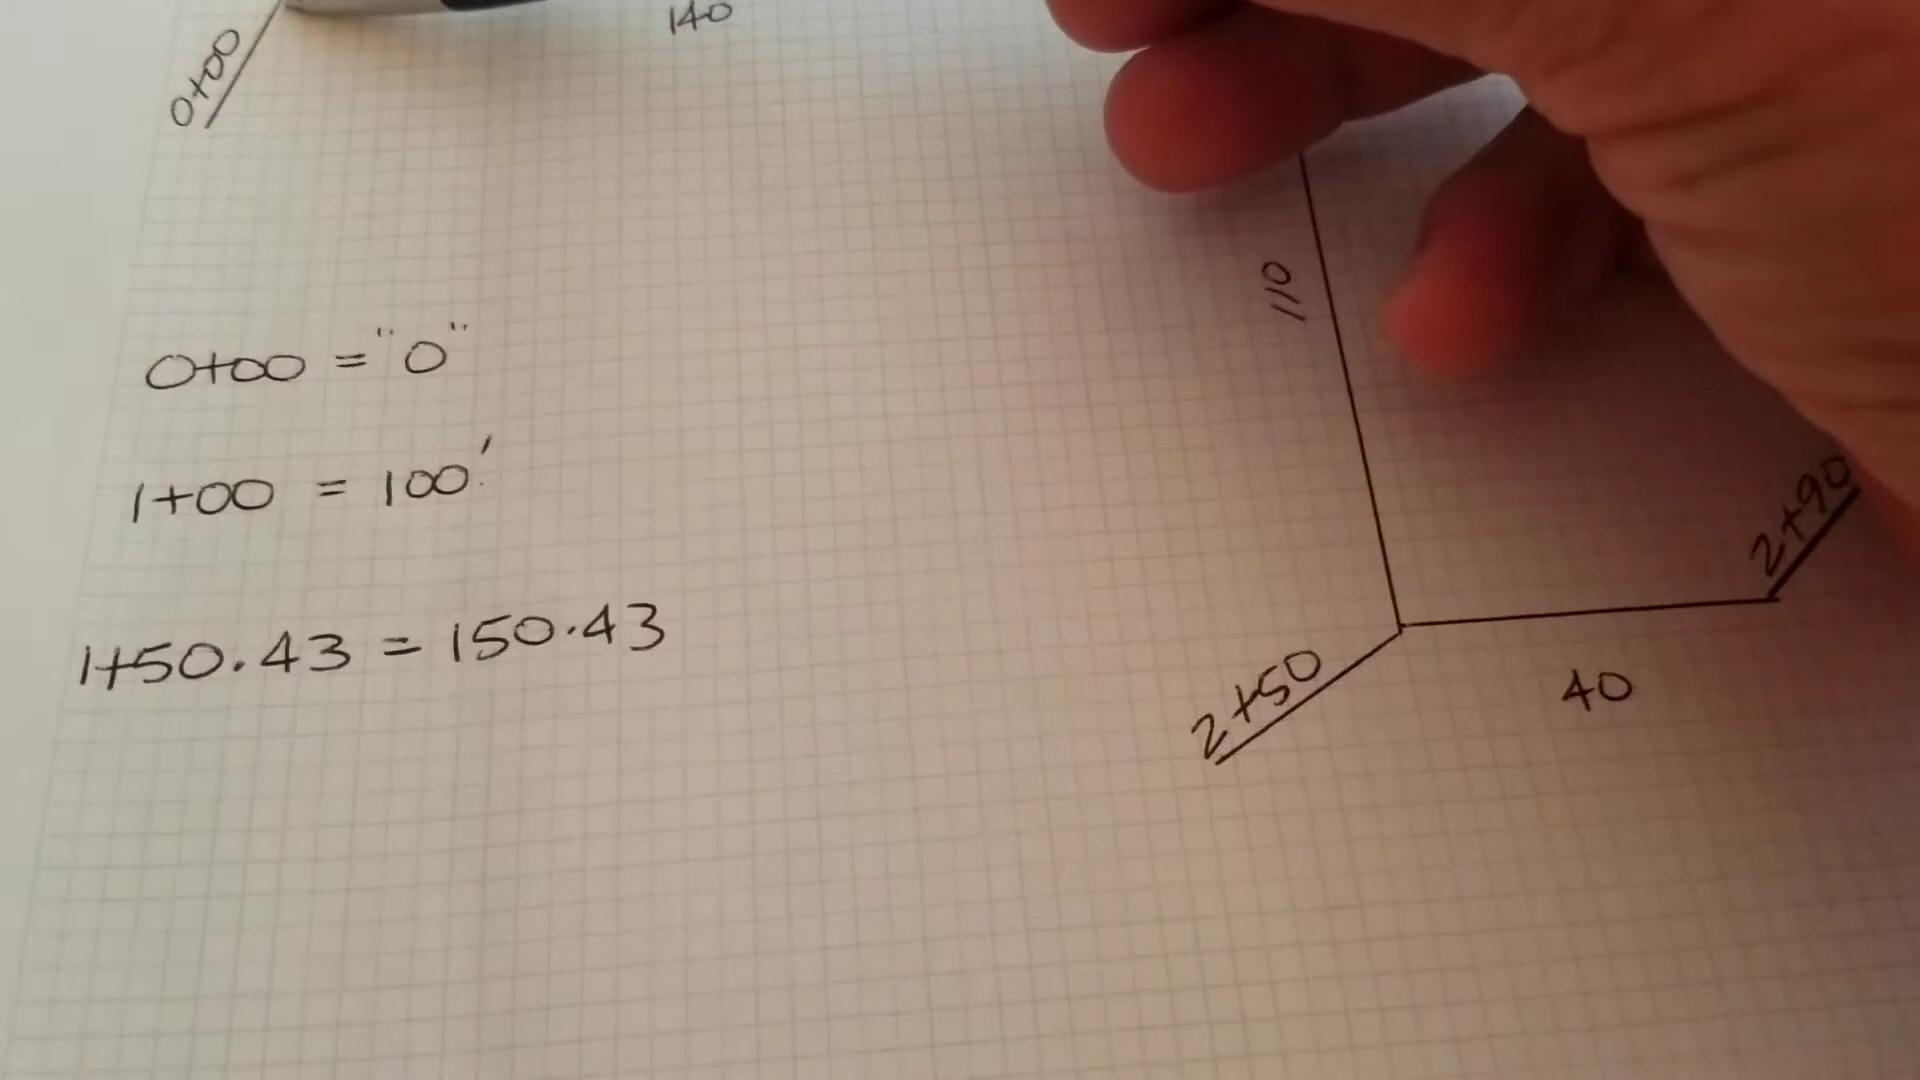 0+00
140
110
0+00 = "0"
1+00 = 100'
2+90
1+50.43 = 150.43
2+50
40